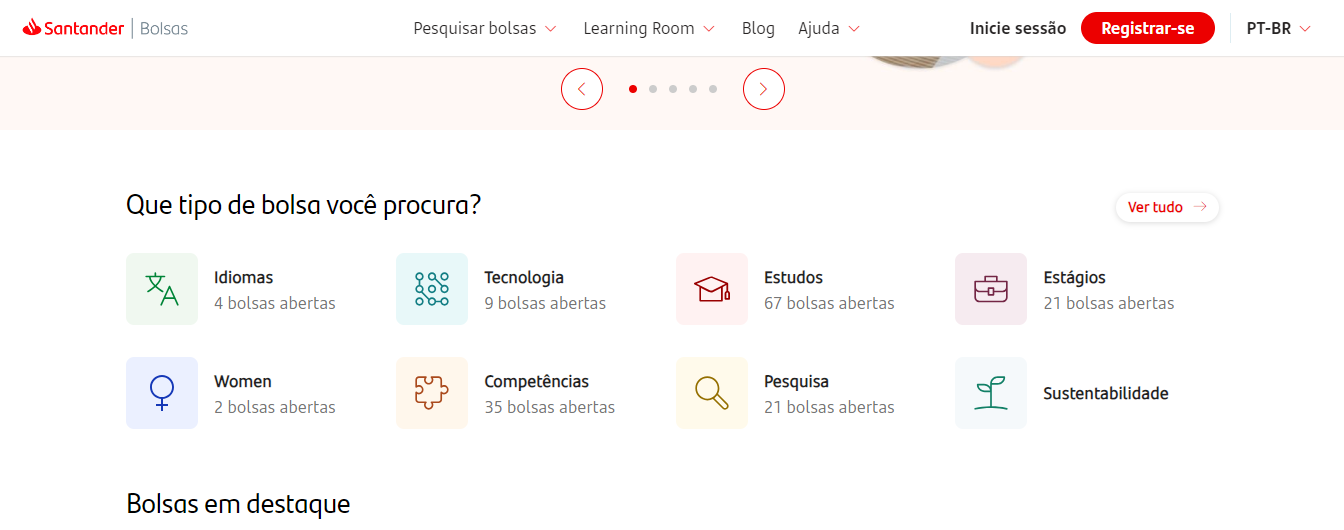 Santander | Bolsas Pesquisar bolsas Learning Room Blog Ajuda Inicie sessão Registrar-se PT-BR
Que tipo de bolsa você procura? Ver tudo
Idiomas
4 bolsas abertas
Tecnologia
9 bolsas abertas
Estudos
67 bolsas abertas
Estágios
21 bolsas abertas
Women
2 bolsas abertas
Competências
35 bolsas abertas
Pesquisa
21 bolsas abertas
Sustentabilidade
Bolsas em destaque